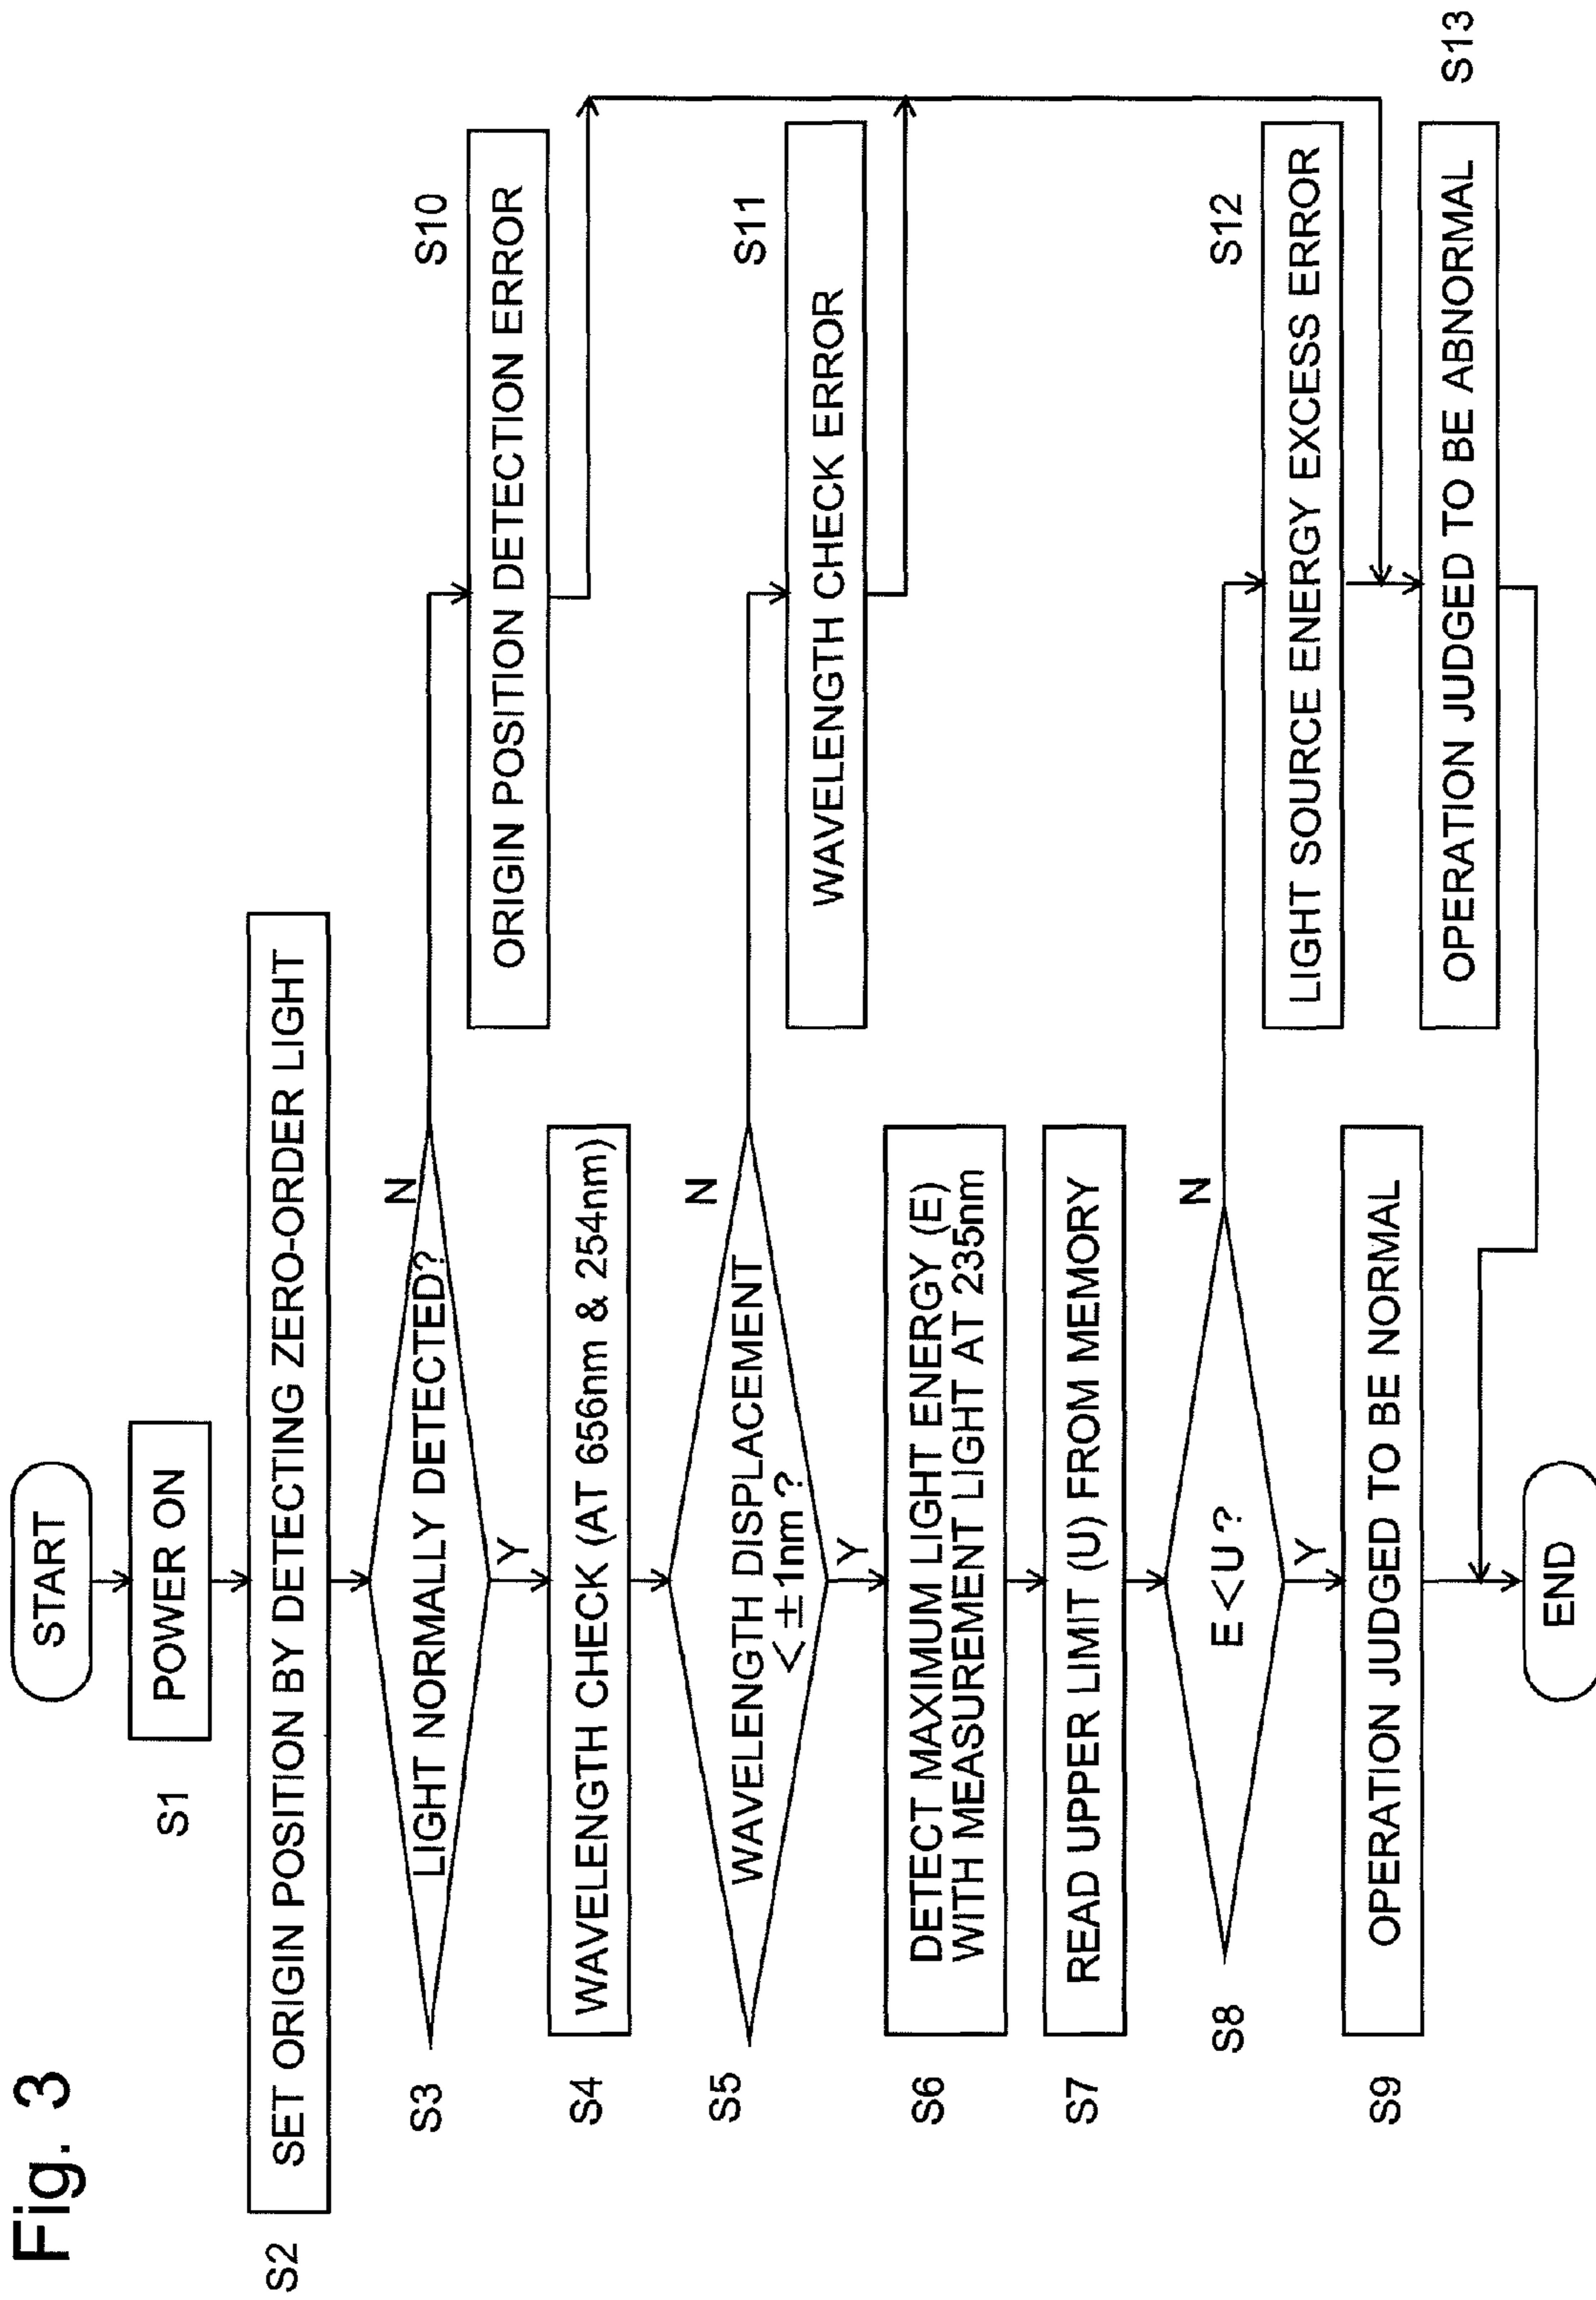 Fig. 3
START
S1
POWER ON
S2
SET ORIGIN POSITION BY DETECTING ZERO-ORDER LIGHT
S3
LIGHT NORMALLY DETECTED?
N
Y
S10
ORIGIN POSITION DETECTION ERROR
S4
WAVELENGTH CHECK (AT 656nm & 254nm)
S5
WAVELENGTH DISPLACEMENT
<±1nm ?
N
Y
S11
WAVELENGTH CHECK ERROR
S6
DETECT MAXIMUM LIGHT ENERGY (E)
WITH MEASUREMENT LIGHT AT 235nm
S7
READ UPPER LIMIT (U) FROM MEMORY
S8
E<U ?
N
Y
S12
LIGHT SOURCE ENERGY EXCESS ERROR
S9
OPERATION JUDGED TO BE NORMAL
S13
OPERATION JUDGED TO BE ABNORMAL
END